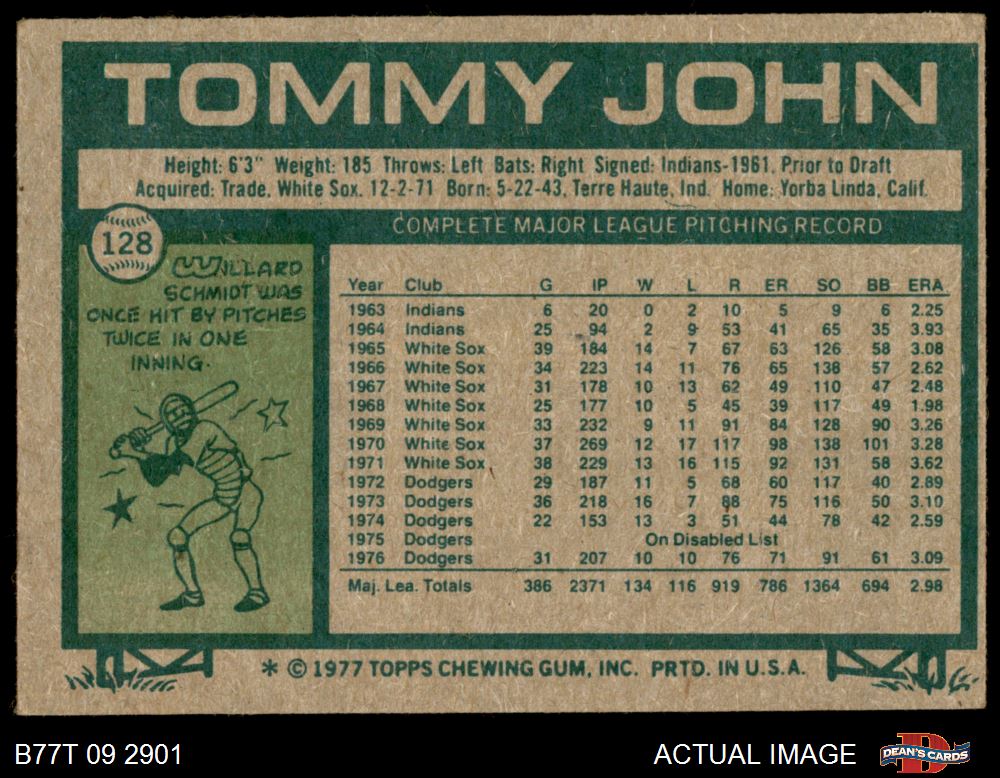 TOMMY JOHN
Height: 6'3" Weight: 185 Throws: Left Bats: Right Signed: Indians-1961, Prior to Draft
Acquired: Trade, White Sox. 12-2-71 Born: 5-22-43, Terre Haute, Ind. Home: Yorba Linda, Calif.
128
WILLARD
SCHMIDT WAS
ONCE HIT BY PITCHES
TWICE IN ONE
INNING.
COMPLETE MAJOR LEAGUE PITCHING RECORD
Year Club G IP W L R ER SO BB ERA
1963 Indians 6 20 0 2 10 5 9 6 2.25
1964 Indians 25 94 2 9 53 41 65 35 3.93
1965 White Sox 39 184 14 7 67 63 126 58 3.08
1966 White Sox 34 223 14 11 76 65 138 57 2.62
1967 White Sox 31 178 10 13 62 49 110 47 2.48
1968 White Sox 25 177 10 5 45 39 117 49 1.98
1969 White Sox 33 232 9 11 91 84 128 90 3.26
1970 White Sox 37 269 12 17 117 98 138 101 3.28
1971 White Sox 38 229 13 16 115 92 131 58 3.62
1972 Dodgers 29 187 11 5 68 60 117 40 2.89
1973 Dodgers 36 218 16 7 88 75 116 50 3.10
1974 Dodgers 22 153 13 3 51 44 78 42 2.59
1975 Dodgers On Disabled List
1976 Dodgers 31 207 10 10 76 71 91 61 3.09
Maj. Lea. Totals 386 2371 134 116 919 786 1364 694 2.98
* © 1977 TOPPS CHEWING GUM, INC. PRTD. IN U.S.A.
B77T 09 2901
ACTUAL IMAGE
DEAN'S CARDS